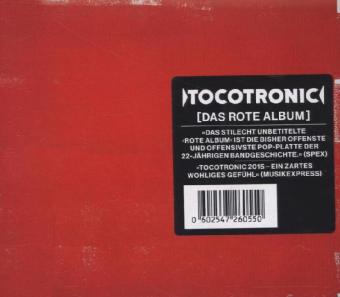 TOCOTRONIC
[DAS ROTE ALBUM]
»DAS STILECHT UNBETITELTE
›ROTE ALBUM‹ IST DIE BISHER OFFENSTE
UND OFFENSIVSTE POP-PLATTE DER
22-JÄHRIGEN BANDGESCHICHTE.« (SPEX)
»TOCOTRONIC 2015 – EIN ZARTES
WOHLIGES GEFÜHL« (MUSIKEXPRESS)
0 602547 260550